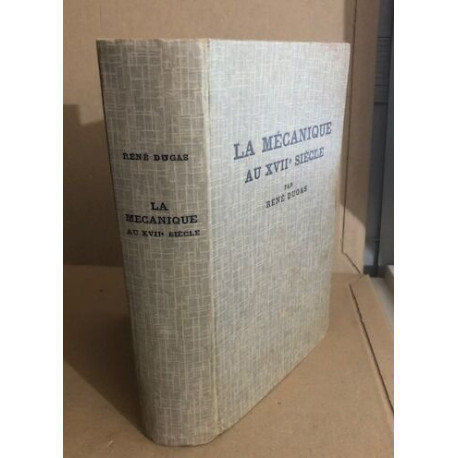 RENÉ DUGAS
LA
MÉCANIQUE
AU XVIIᵉ SIÈCLE
LA MÉCANIQUE
AU XVIIᵉ SIÈCLE
PAR
RENÉ DUGAS